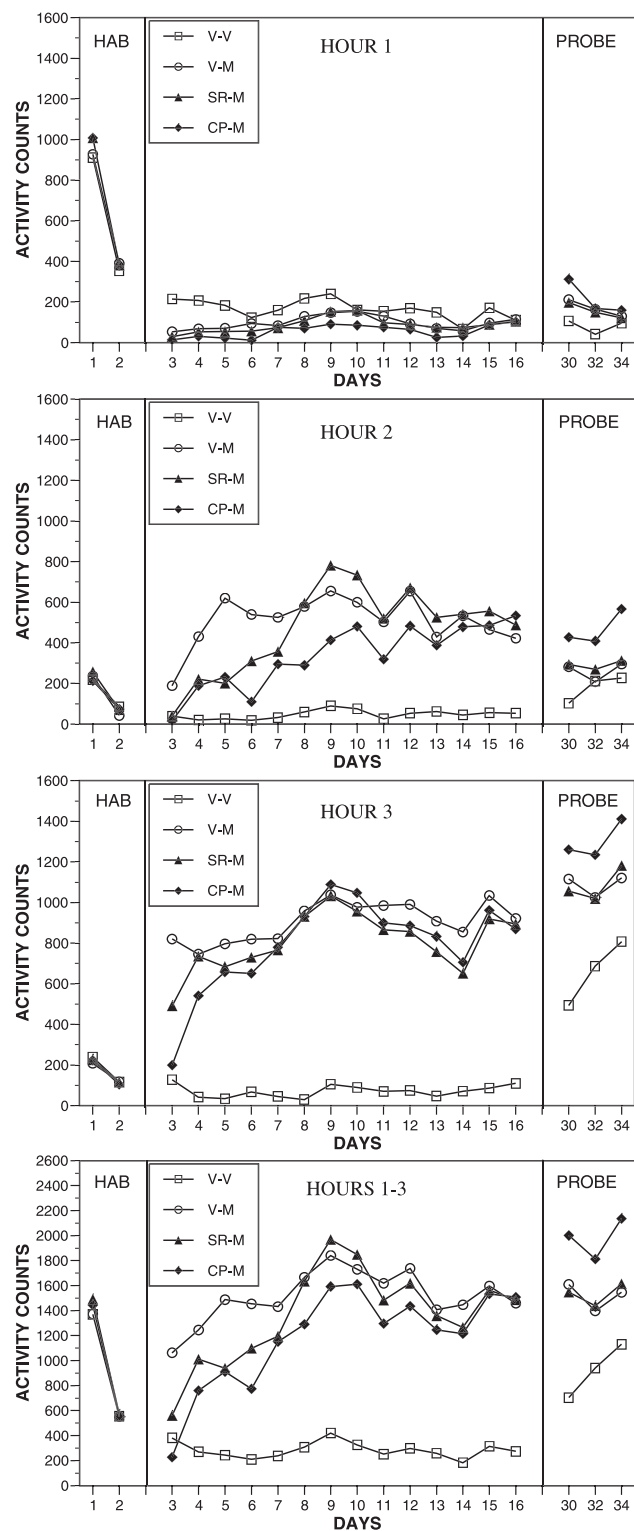 1600
1400
1200
1000
800
600
400
200
0
ACTIVITY COUNTS
HAB
HOUR 1
PROBE
V-V
V-M
SR-M
CP-M
1 2 3 4 5 6 7 8 9 10 11 12 13 14 15 16 30 32 34
DAYS
1600
1400
1200
1000
800
600
400
200
0
ACTIVITY COUNTS
HAB
HOUR 2
PROBE
V-V
V-M
SR-M
CP-M
1 2 3 4 5 6 7 8 9 10 11 12 13 14 15 16 30 32 34
DAYS
1600
1400
1200
1000
800
600
400
200
0
ACTIVITY COUNTS
HAB
HOUR 3
PROBE
V-V
V-M
SR-M
CP-M
1 2 3 4 5 6 7 8 9 10 11 12 13 14 15 16 30 32 34
DAYS
2600
2400
2200
2000
1800
1600
1400
1200
1000
800
600
400
200
0
ACTIVITY COUNTS
HAB
HOURS 1-3
PROBE
V-V
V-M
SR-M
CP-M
1 2 3 4 5 6 7 8 9 10 11 12 13 14 15 16 30 32 34
DAYS